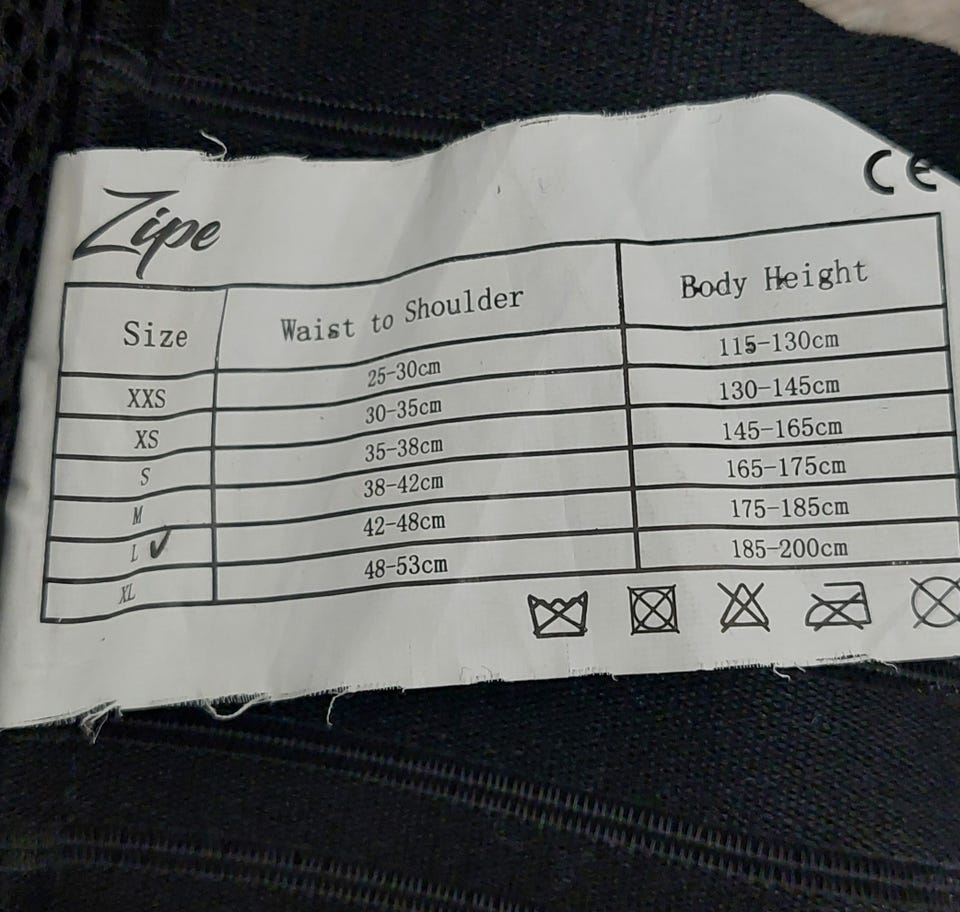 Zipe
CE
Size Waist to Shoulder Body Height
XXS 25-30cm 115-130cm
XS 30-35cm 130-145cm
S 35-38cm 145-165cm
M 38-42cm 165-175cm
L ✓ 42-48cm 175-185cm
XL 48-53cm 185-200cm